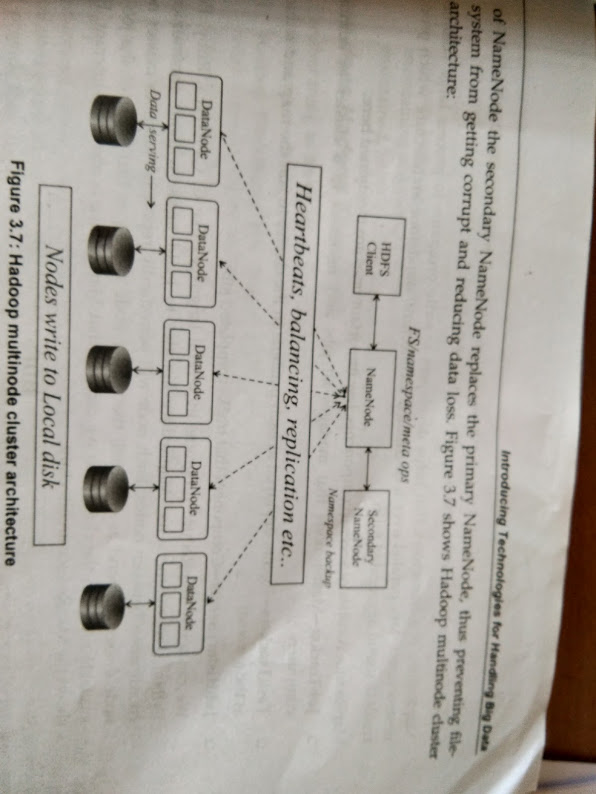 Introducing Technologies for Handling Big Data
of NameNode the secondary NameNode replaces the primary NameNode, thus preventing file-
system from getting corrupt and reducing data loss. Figure 3.7 shows Hadoop multinode cluster
architecture:
FS/namespace/meta ops
HDFS
Client
NameNode
Secondary
NameNode
Namespace backup
Heartbeats, balancing, replication etc..
DataNode
DataNode
DataNode
DataNode
DataNode
Data serving
Nodes write to Local disk
Figure 3.7: Hadoop multinode cluster architecture